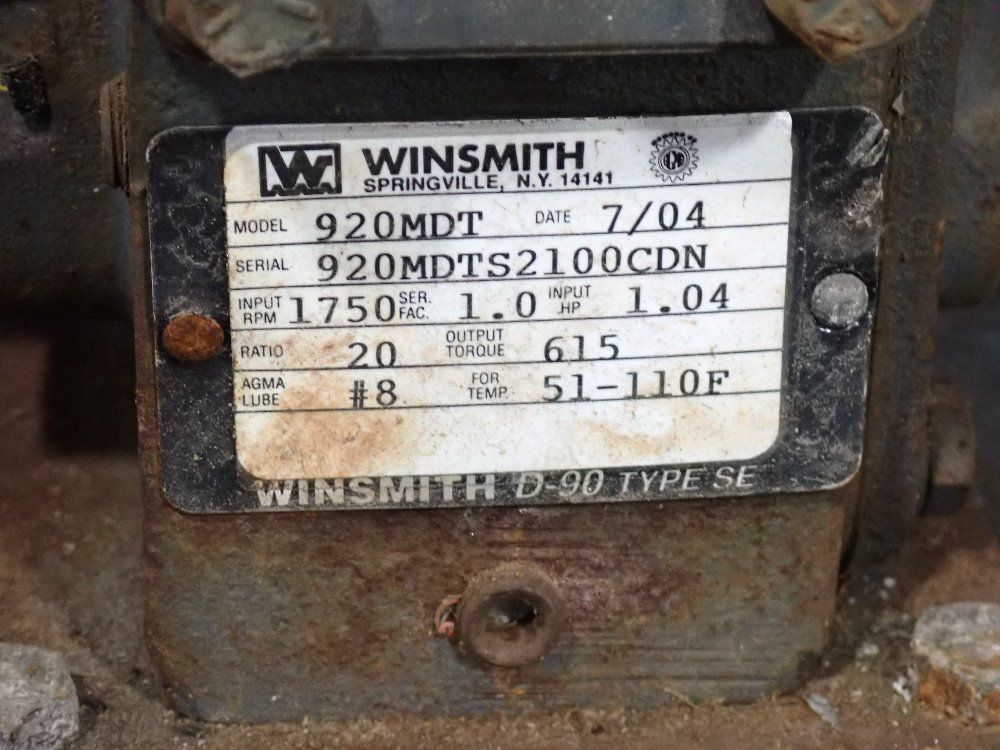 W WINSMITH
SPRINGVILLE, N.Y. 14141
MODEL 920MDT DATE 7/04
SERIAL 920MDTS2100CDN
INPUT RPM 1750 SER. FAC. 1.0 INPUT HP 1.04
RATIO 20 OUTPUT TORQUE 615
AGMA LUBE #8 FOR TEMP. 51-110F
WINSMITH D-90 TYPE SE